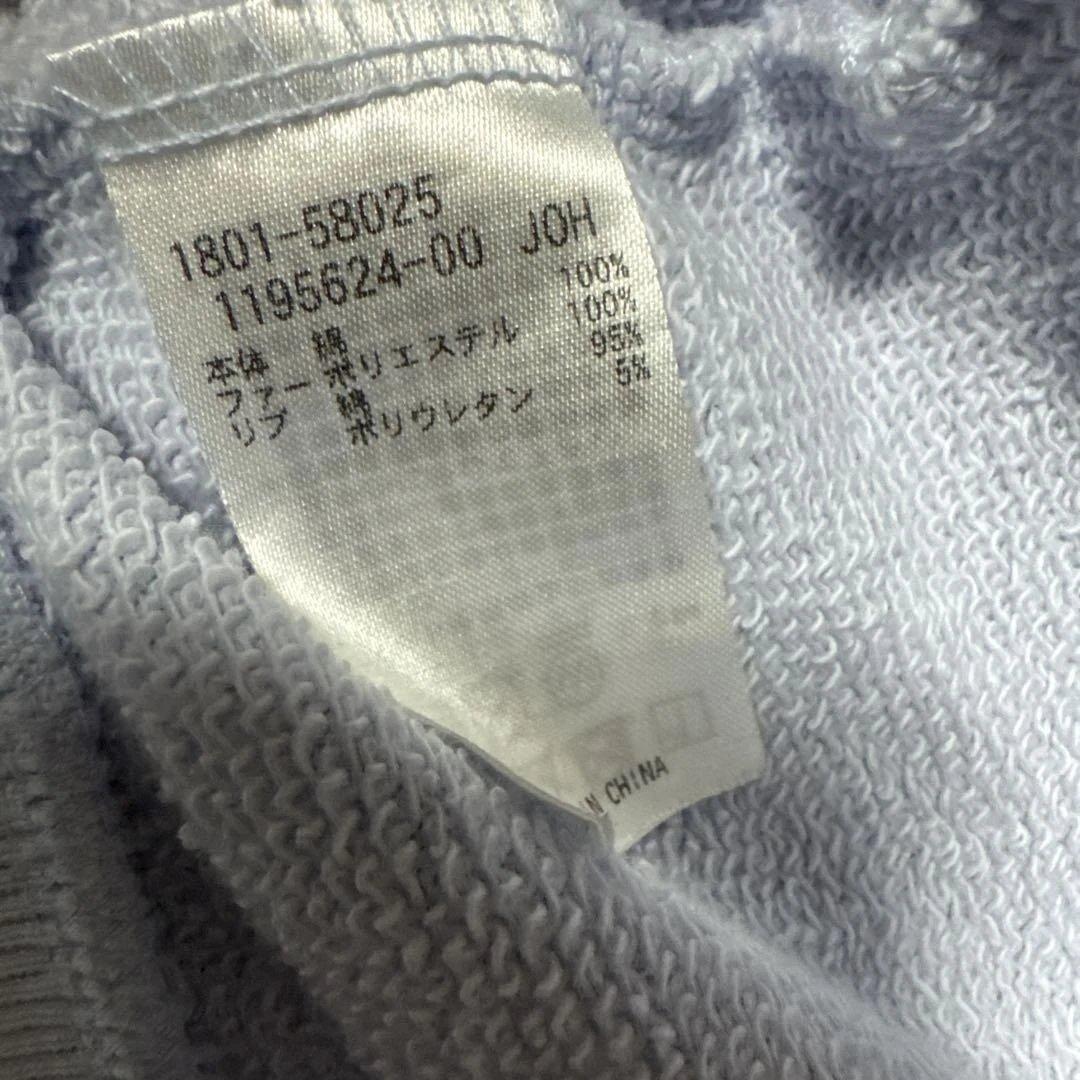 1801-58025
1195624-00 JOH
本体 綿 100%
ファー ポリエステル 100%
リブ 綿 95%
ポリウレタン 5%
IN CHINA